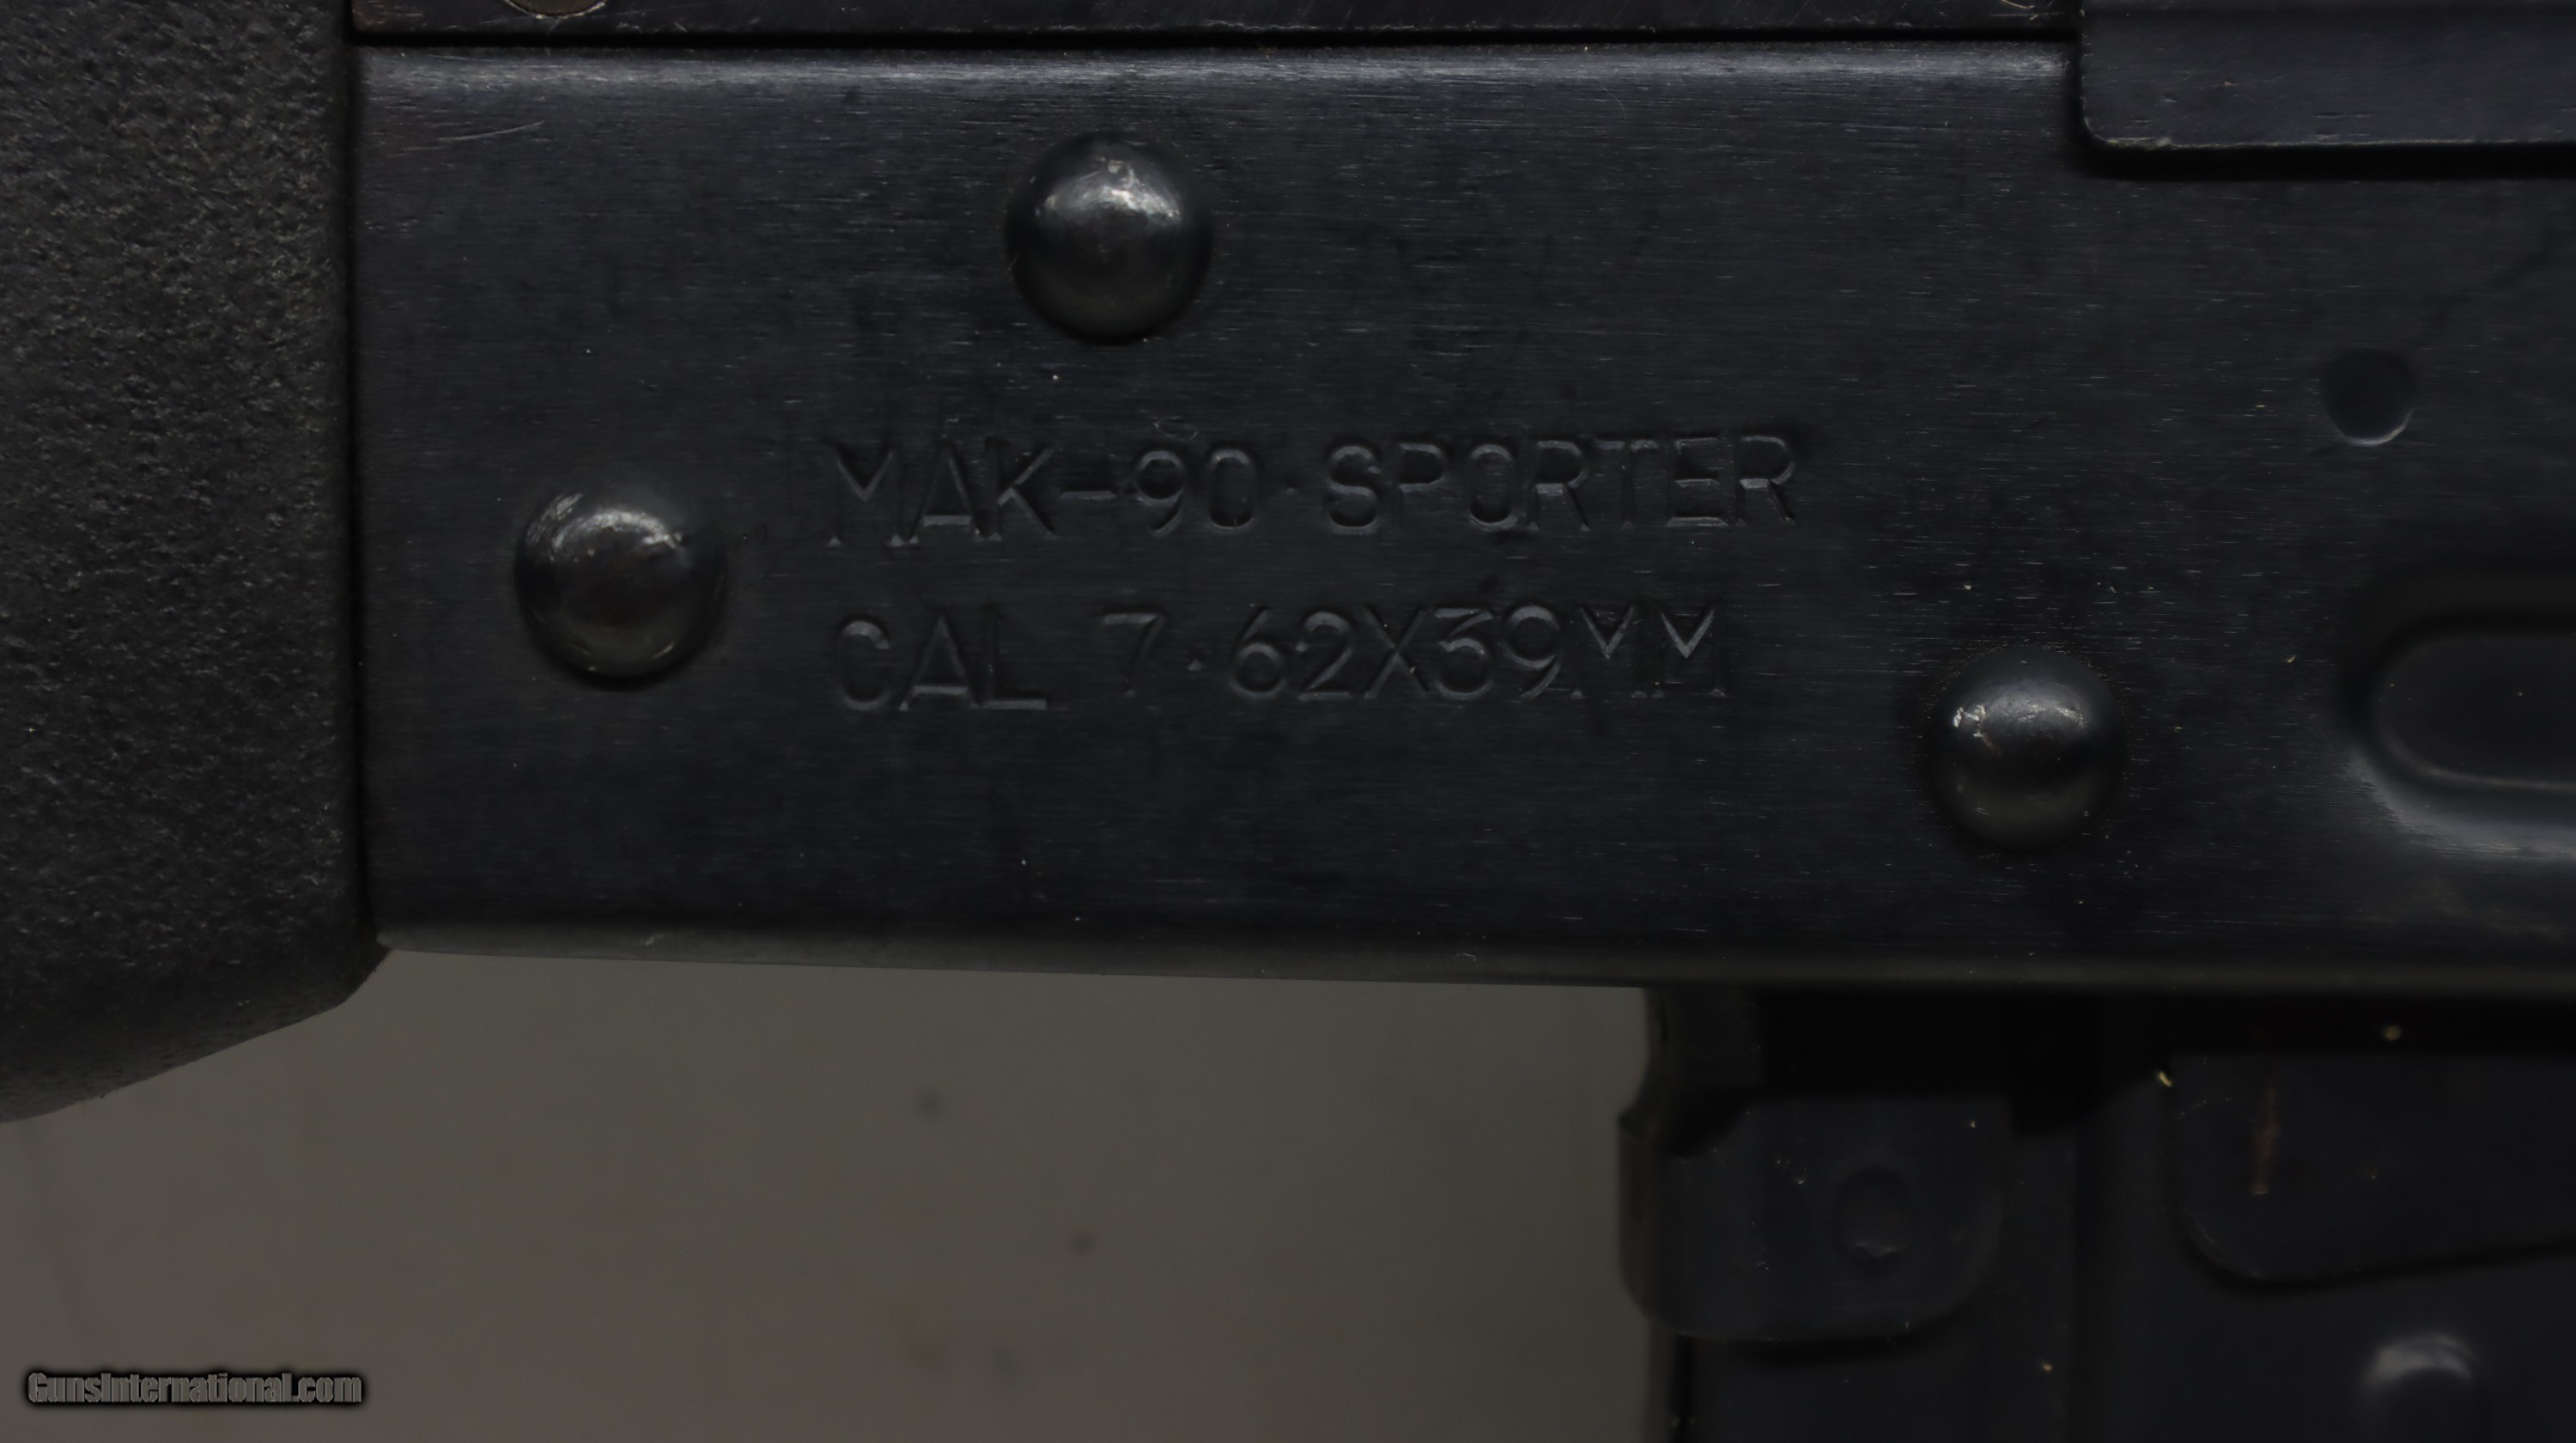 MAK-90 SPORTER
CAL 7.62X39MM
GunsInternational.com